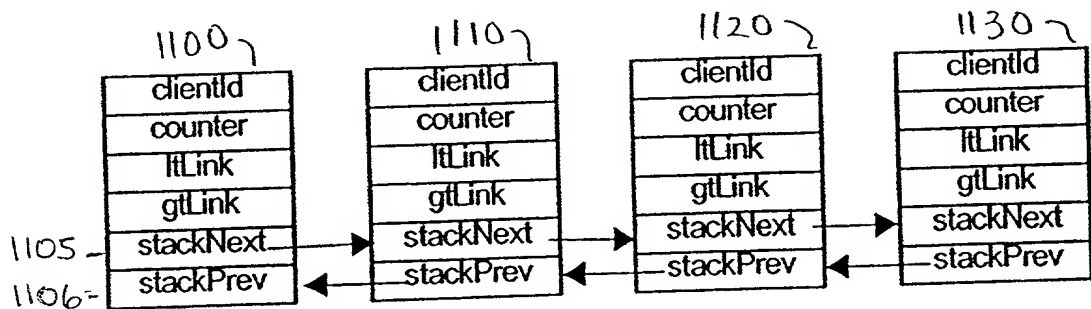 1100 1110 1120 1130
clientId clientId clientId clientId
counter counter counter counter
ltLink ltLink ltLink ltLink
gtLink gtLink gtLink gtLink
1105 stackNext stackNext stackNext stackNext
1106 stackPrev stackPrev stackPrev stackPrev